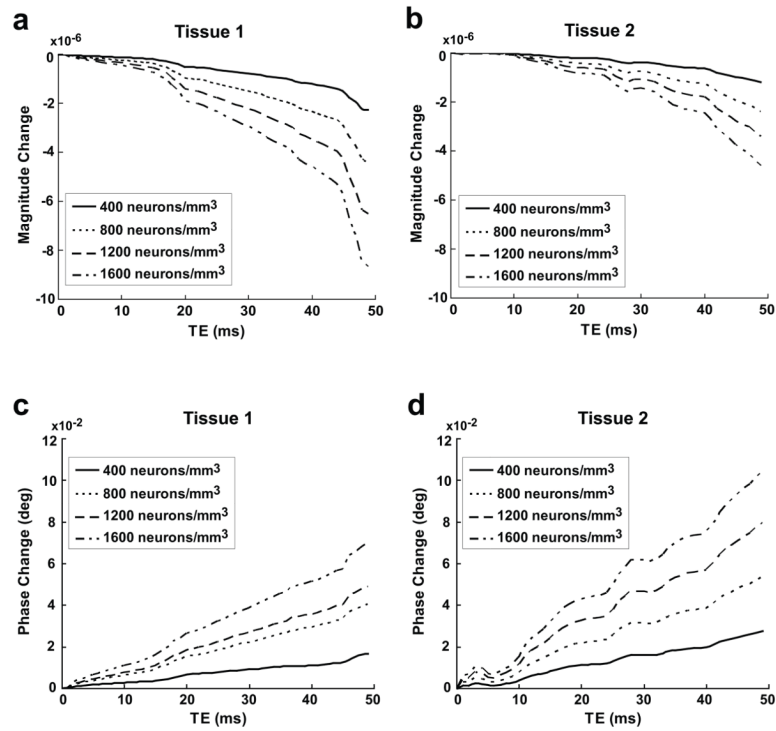 a
Tissue 1
x10-6
0
-2
-4
-6
-8
-10
Magnitude Change
400 neurons/mm3
800 neurons/mm3
1200 neurons/mm3
1600 neurons/mm3
0 10 20 30 40 50
TE (ms)
b
Tissue 2
x10-6
0
-2
-4
-6
-8
-10
Magnitude Change
400 neurons/mm3
800 neurons/mm3
1200 neurons/mm3
1600 neurons/mm3
0 10 20 30 40 50
TE (ms)
c
Tissue 1
x10-2
12
10
8
6
4
2
0
Phase Change (deg)
400 neurons/mm3
800 neurons/mm3
1200 neurons/mm3
1600 neurons/mm3
0 10 20 30 40 50
TE (ms)
d
Tissue 2
x10-2
12
10
8
6
4
2
0
Phase Change (deg)
400 neurons/mm3
800 neurons/mm3
1200 neurons/mm3
1600 neurons/mm3
0 10 20 30 40 50
TE (ms)